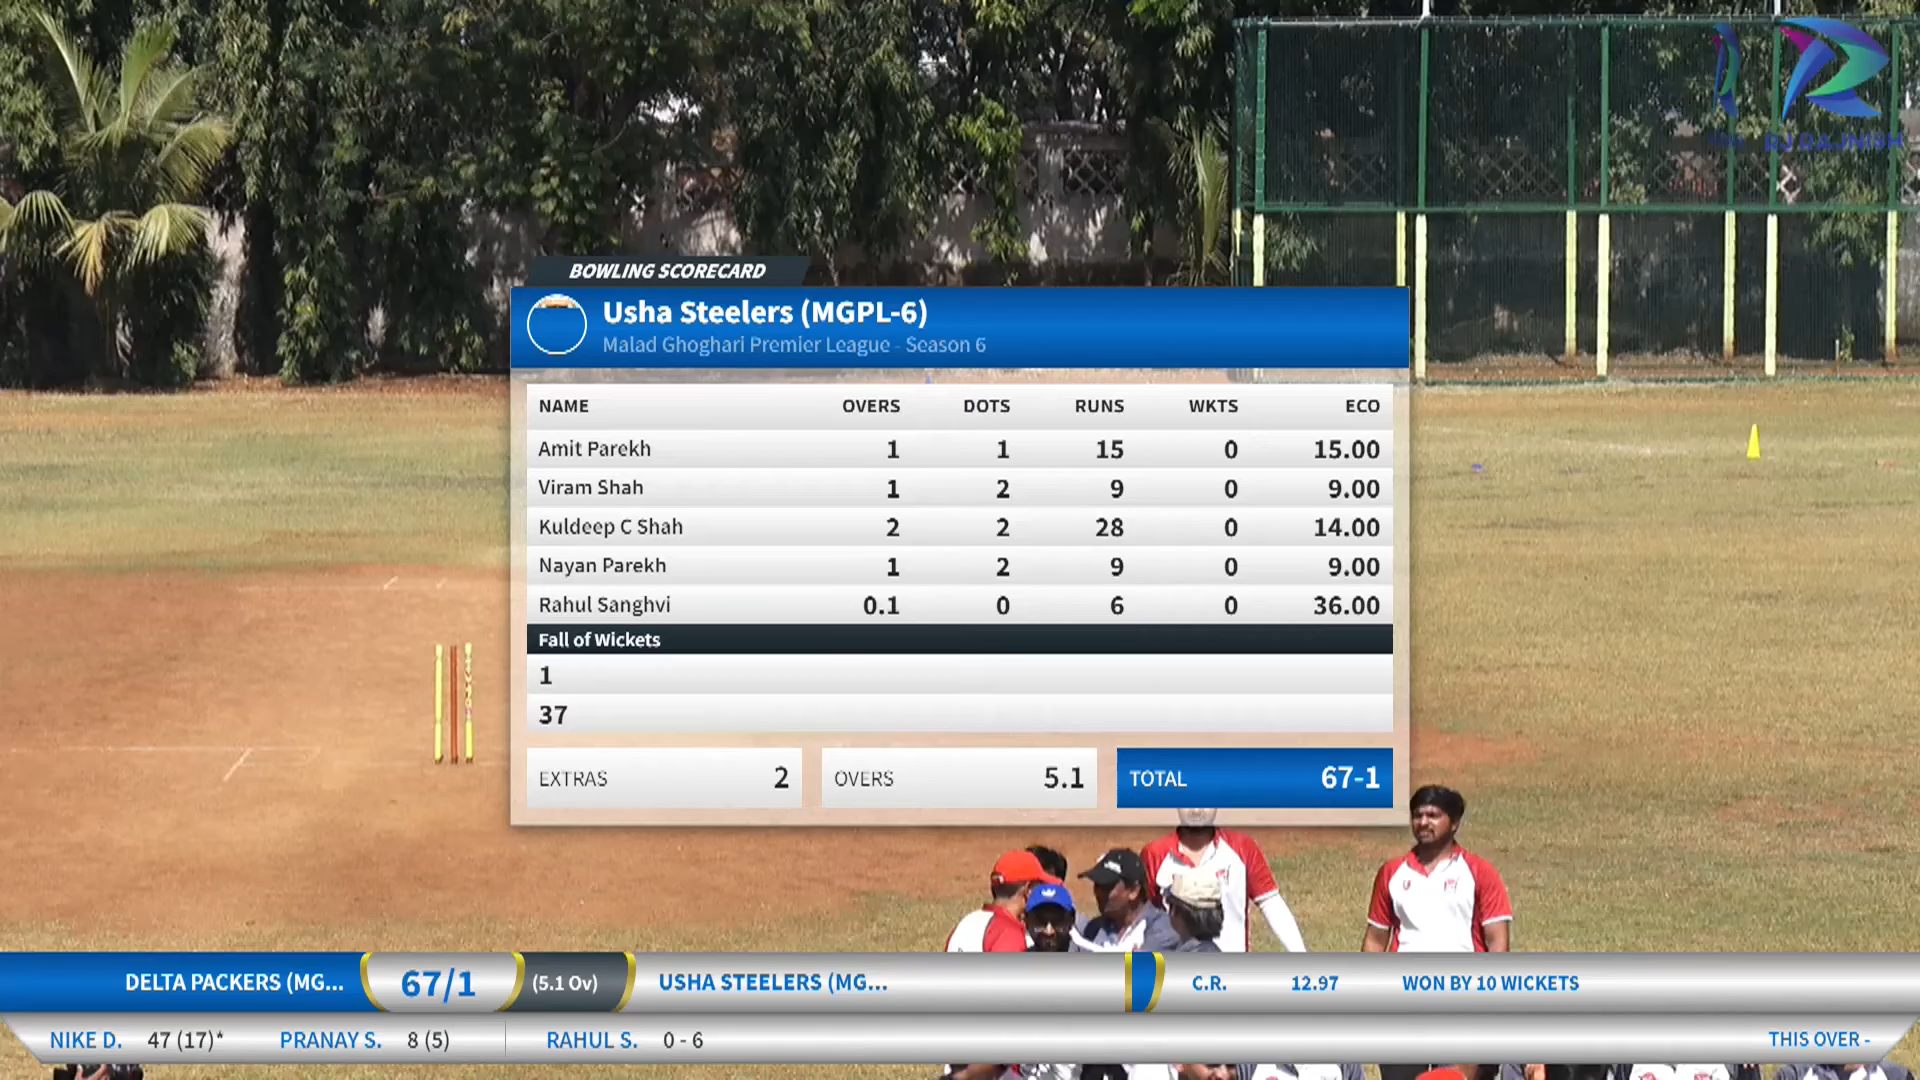 RJ RAJNISH
BOWLING SCORECARD
Usha Steelers (MGPL-6)
Malad Ghoghari Premier League - Season 6
NAME OVERS DOTS RUNS WKTS ECO
Amit Parekh 1 1 15 0 15.00
Viram Shah 1 2 9 0 9.00
Kuldeep C Shah 2 2 28 0 14.00
Nayan Parekh 1 2 9 0 9.00
Rahul Sanghvi 0.1 0 6 0 36.00
Fall of Wickets
1
37
EXTRAS 2 OVERS 5.1 TOTAL 67-1
DELTA PACKERS (MG... 67/1 (5.1 Ov) USHA STEELERS (MG... C.R. 12.97 WON BY 10 WICKETS
NIKE D. 47 (17)* PRANAY S. 8 (5) RAHUL S. 0 - 6 THIS OVER -